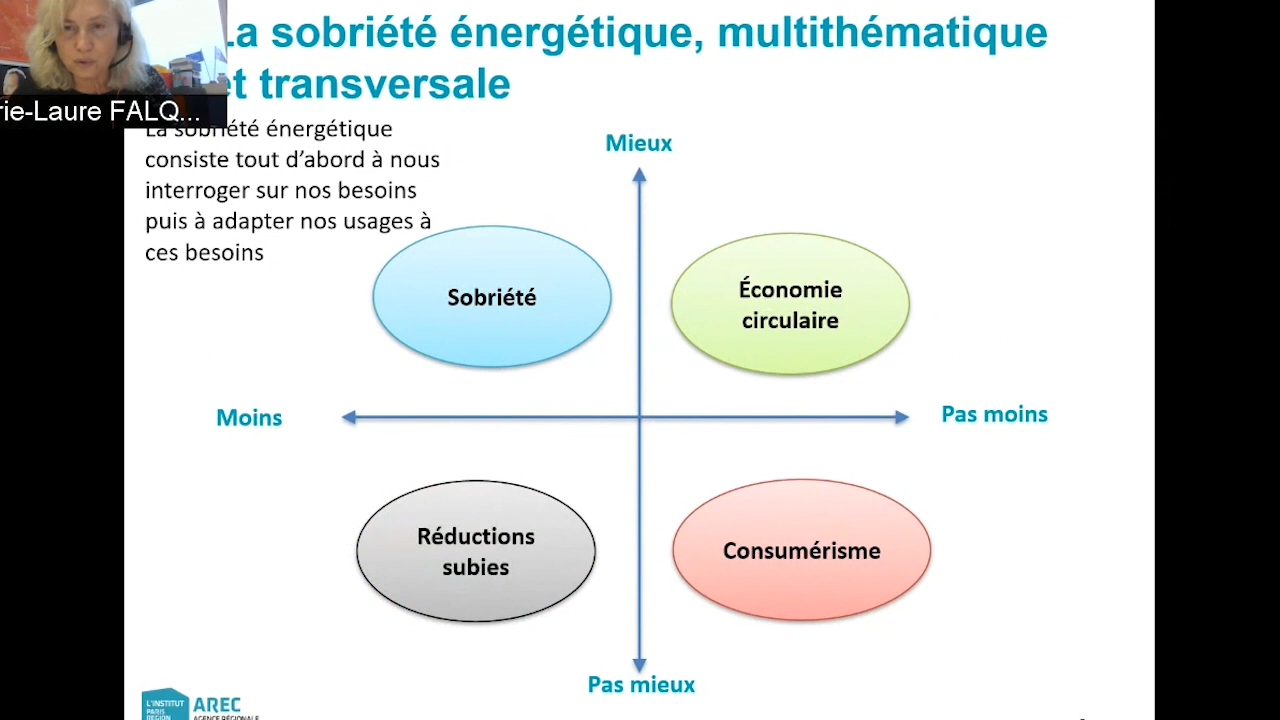 La sobriété énergétique, multithématique
et transversale
rie-Laure FALQ...
La sobriété énergétique
consiste tout d'abord à nous
interroger sur nos besoins
puis à adapter nos usages à
ces besoins
Mieux
Sobriété
Économie
circulaire
Moins
Pas moins
Réductions
subies
Consumérisme
Pas mieux
L'INSTITUT
PARIS
REGION
AREC
AGENCE RÉGIONALE